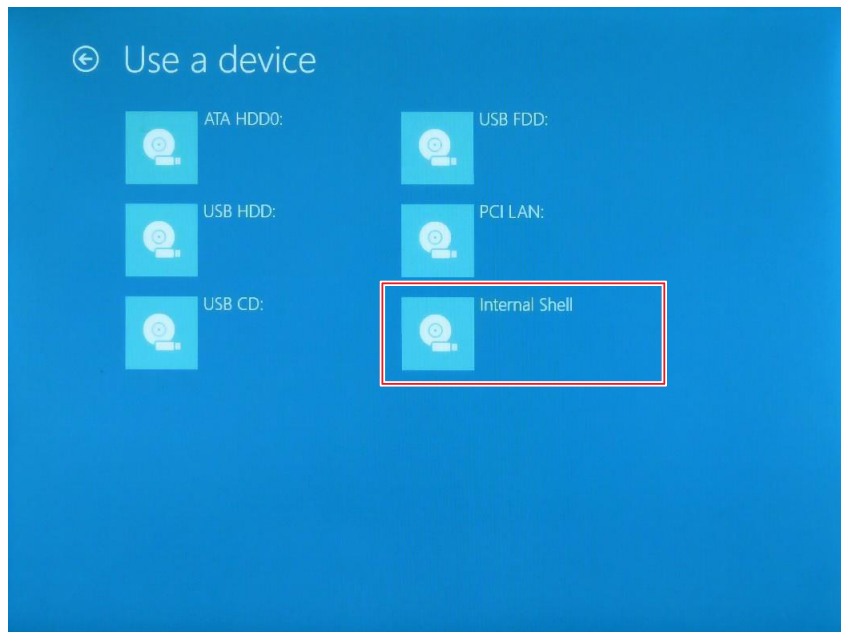 Use a device
ATA HDD0:
USB FDD:
USB HDD:
PCI LAN:
USB CD:
Internal Shell